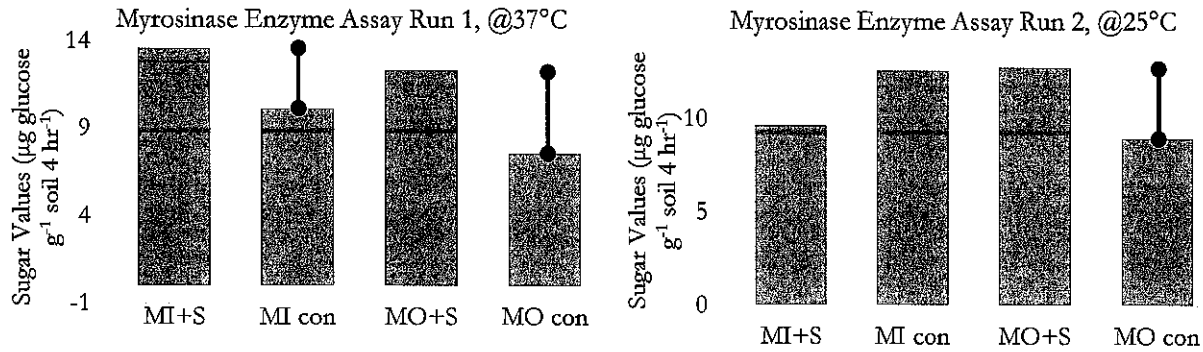 Myrosinase Enzyme Assay Run 1, @37°C
Sugar Values (µg glucose
g⁻¹ soil 4 hr⁻¹)
14
9
4
-1
MI+S MI con MO+S MO con
Myrosinase Enzyme Assay Run 2, @25°C
Sugar Values (µg glucose
g⁻¹ soil 4 hr⁻¹)
10
5
0
MI+S MI con MO+S MO con